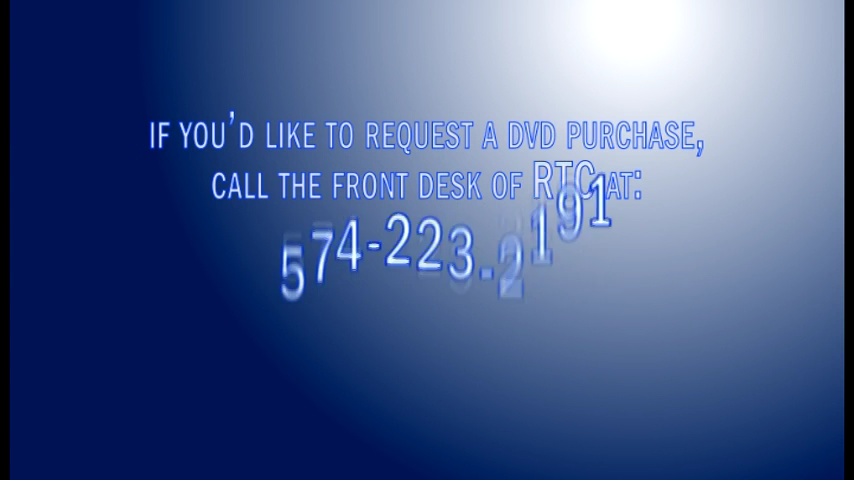 IF YOU'D LIKE TO REQUEST A DVD PURCHASE,
CALL THE FRONT DESK OF RTC AT:
574-223-2191